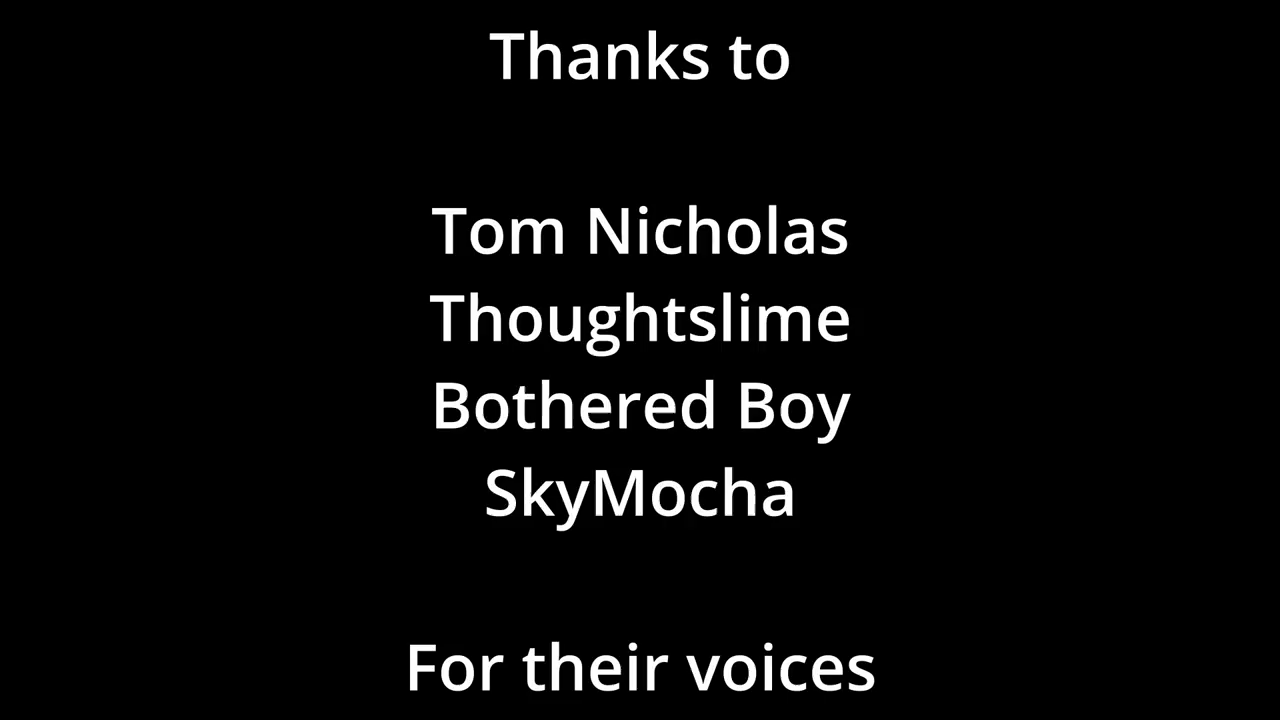 Thanks to
Tom Nicholas
Thoughtslime
Bothered Boy
SkyMocha
For their voices